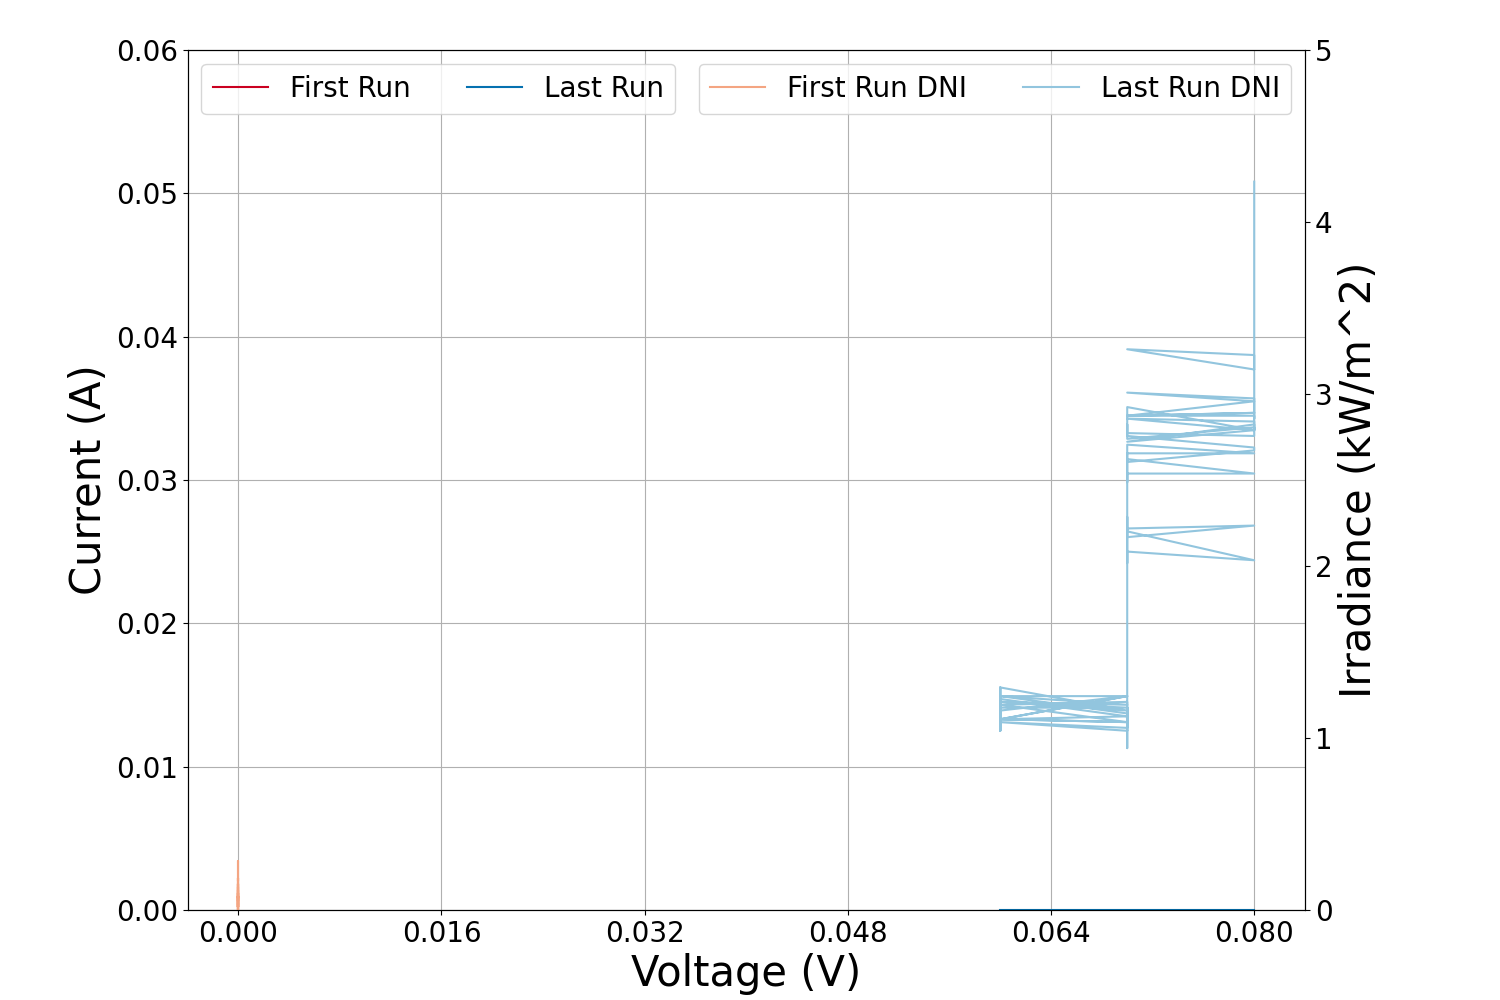 First Run
Last Run
First Run DNI
Last Run DNI
0.06
0.05
0.04
0.03
0.02
0.01
0.00
Current (A)
5
4
3
2
1
0
Irradiance (kW/m^2)
0.000 0.016 0.032 0.048 0.064 0.080
Voltage (V)